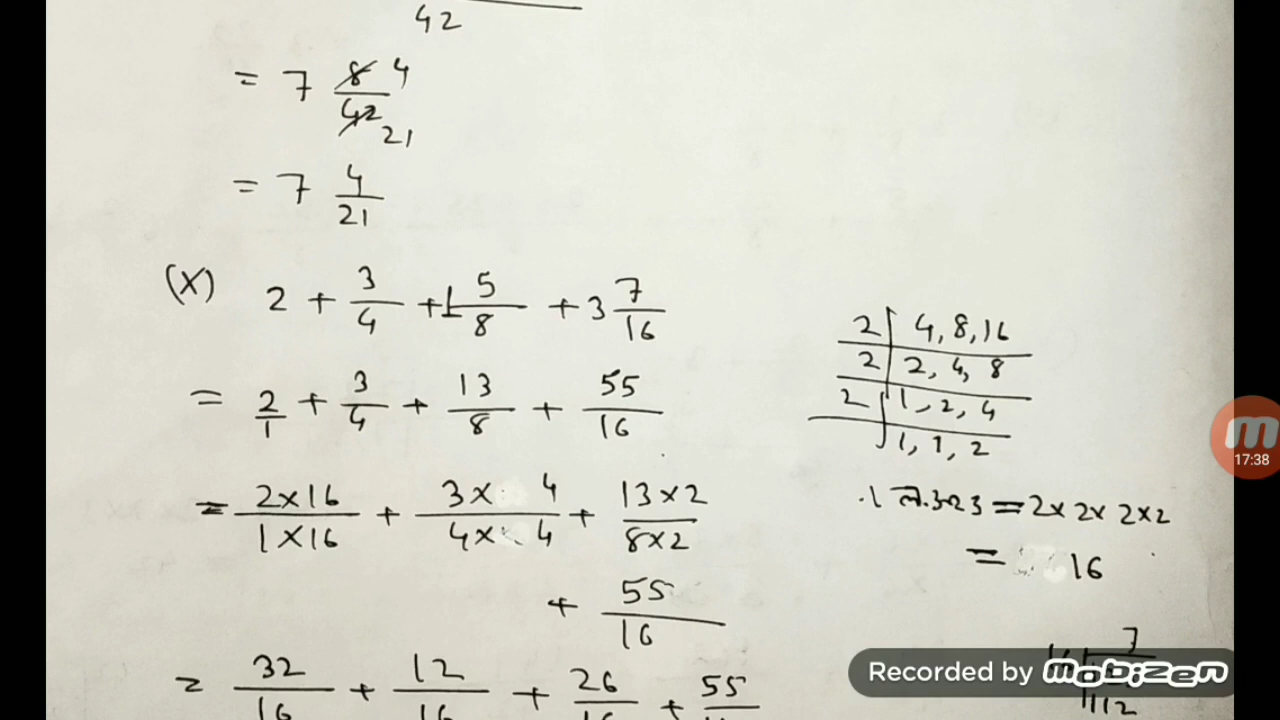 42
= 7 8/42 4 21
= 7 4/21
(x) 2 + 3/4 + 1 5/8 + 3 7/16
= 2/1 + 3/4 + 13/8 + 55/16
= 2×16/1×16 + 3×4/4×4 + 13×2/8×2
+ 55/16
= 32/16 + 12/16 + 26/16 + 55
2 | 4, 8, 16
2 | 2, 4, 8
2 | 1, 2, 4
1, 1, 2
= 2× 2× 2×2
= 16
7
112
17:38
Recorded by mobizen